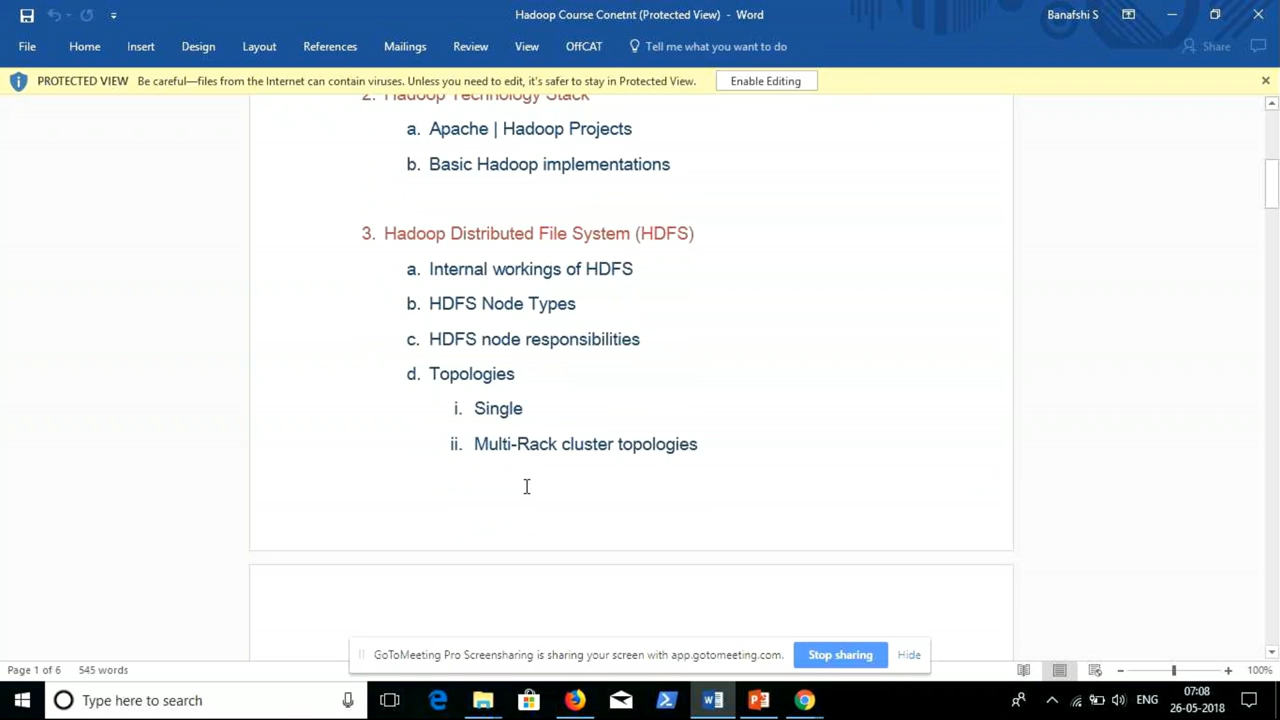 Hadoop Course Conetnt (Protected View) - Word
Banafshi S
File Home Insert Design Layout References Mailings Review View OffCAT Tell me what you want to do Share
PROTECTED VIEW Be careful—files from the Internet can contain viruses. Unless you need to edit, it's safer to stay in Protected View. Enable Editing
2. Hadoop Technology Stack
a. Apache | Hadoop Projects
b. Basic Hadoop implementations
3. Hadoop Distributed File System (HDFS)
a. Internal workings of HDFS
b. HDFS Node Types
c. HDFS node responsibilities
d. Topologies
i. Single
ii. Multi-Rack cluster topologies
GoToMeeting Pro Screensharing is sharing your screen with app.gotomeeting.com. Stop sharing Hide
Page 1 of 6 545 words 100%
Type here to search
ENG
07:08
26-05-2018